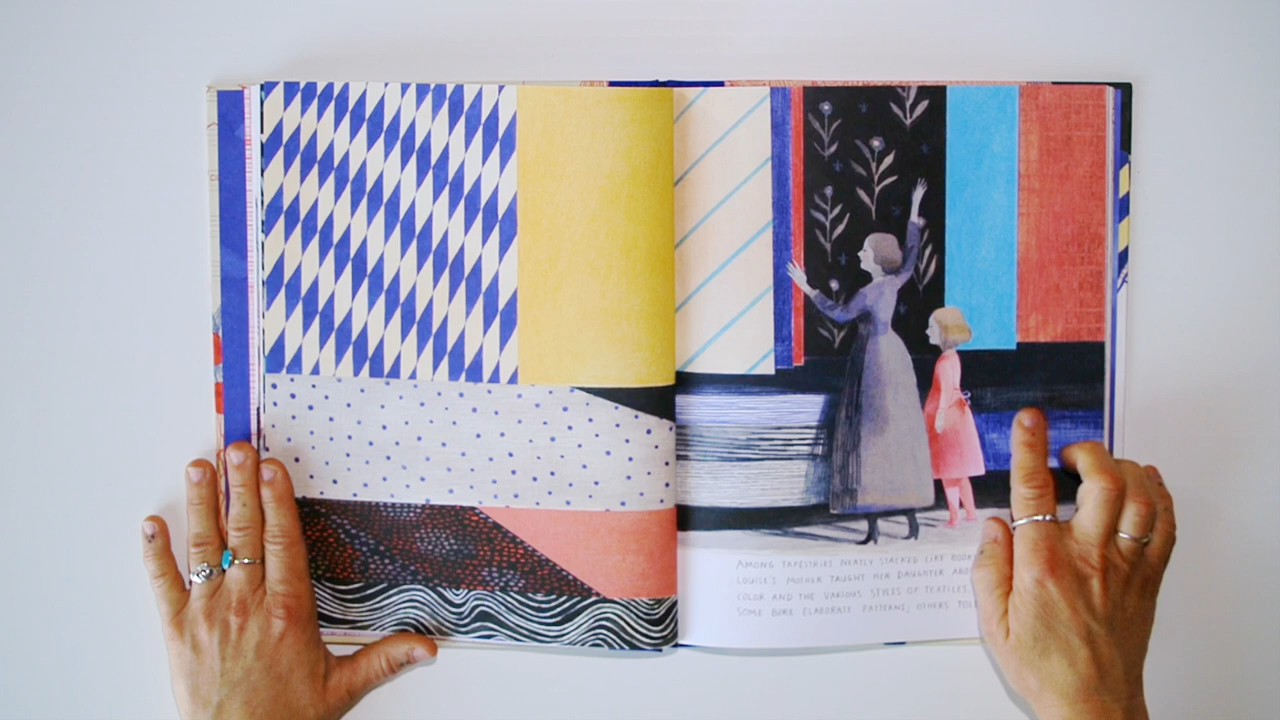 AMONG TAPESTRIES NEATLY STACKED LIKE BOOKS
LOUISE'S MOTHER TAUGHT HER DAUGHTER
COLOR AND THE VARIOUS STYLES OF TEXTILES.
SOME BORE ELABORATE PATTERNS; OTHERS